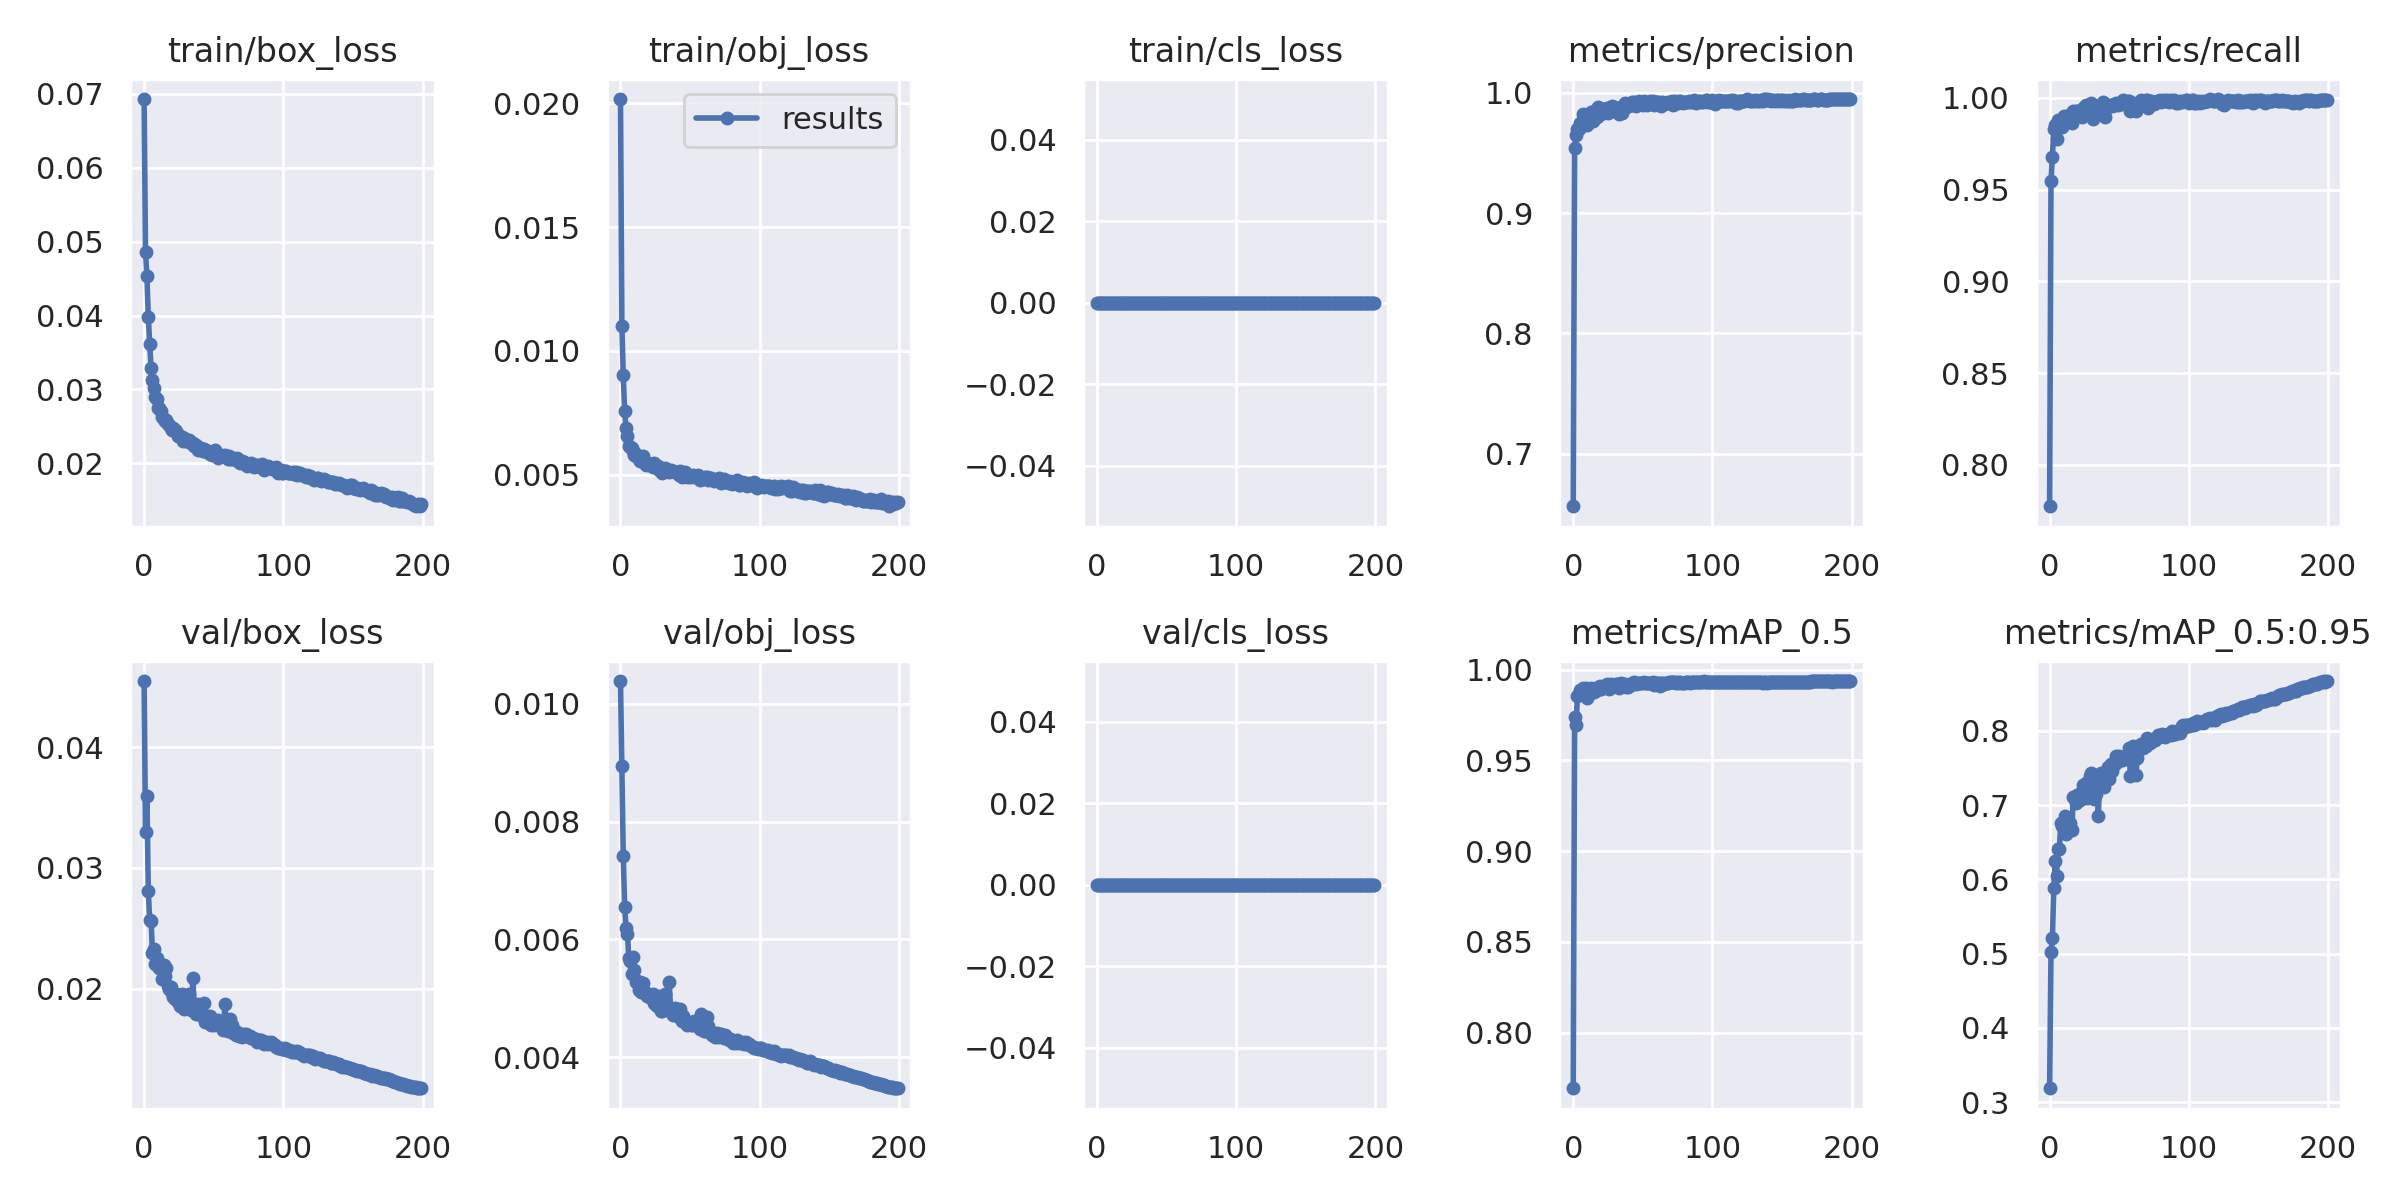 train/box_loss
train/obj_loss
train/cls_loss
metrics/precision
metrics/recall
0.07
0.06
0.05
0.04
0.03
0.02
0 100 200
0.020
0.015
0.010
0.005
results
0 100 200
0.04
0.02
0.00
−0.02
−0.04
0 100 200
1.0
0.9
0.8
0.7
0 100 200
1.00
0.95
0.90
0.85
0.80
0 100 200
val/box_loss
val/obj_loss
val/cls_loss
metrics/mAP_0.5
metrics/mAP_0.5:0.95
0.04
0.03
0.02
0 100 200
0.010
0.008
0.006
0.004
0 100 200
0.04
0.02
0.00
−0.02
−0.04
0 100 200
1.00
0.95
0.90
0.85
0.80
0 100 200
0.8
0.7
0.6
0.5
0.4
0.3
0 100 200